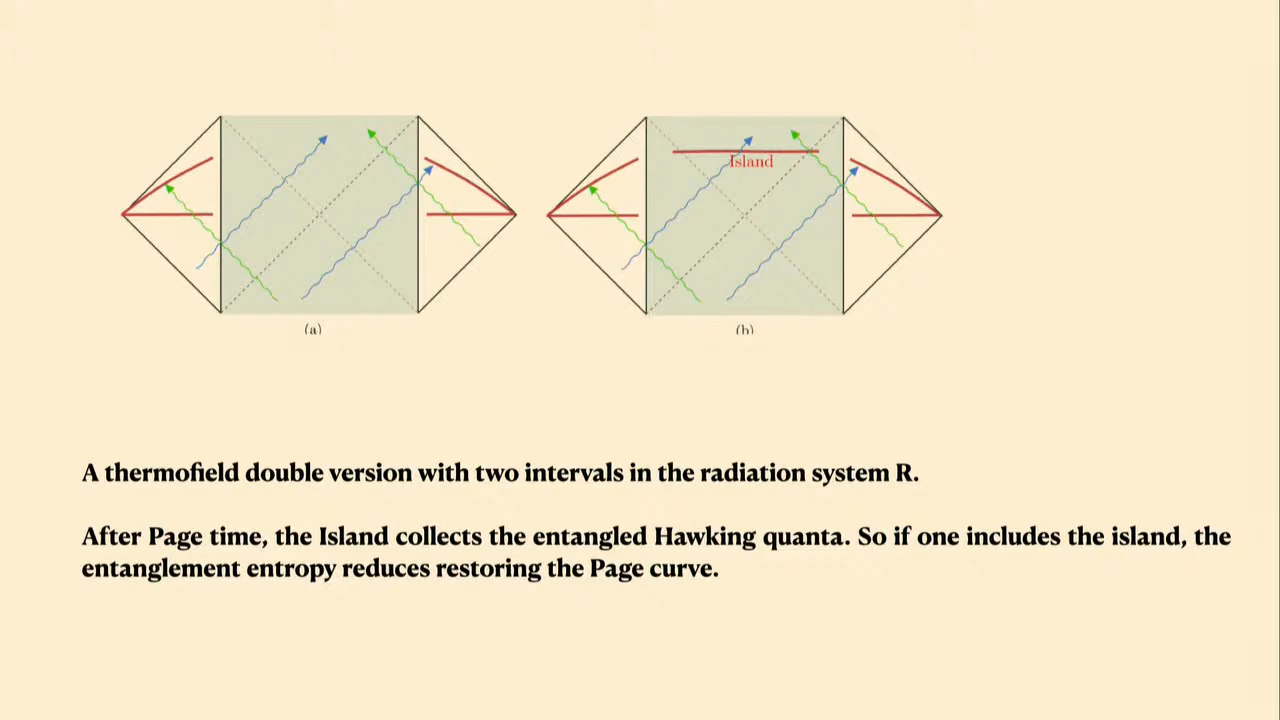 Island
(a)
(b)
A thermofield double version with two intervals in the radiation system R.
After Page time, the Island collects the entangled Hawking quanta. So if one includes the island, the
entanglement entropy reduces restoring the Page curve.